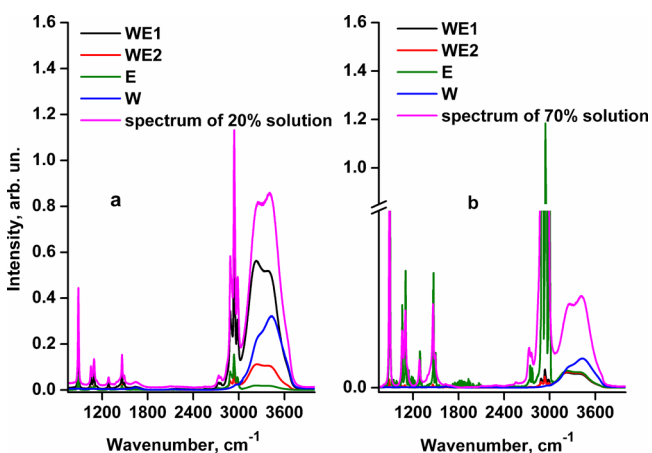 1.6
1.4
1.2
1.0
0.8
0.6
0.4
0.2
0.0
Intensity, arb. un.
WE1
WE2
E
W
spectrum of 20% solution
a
1200 1800 2400 3000 3600
Wavenumber, cm-1
1.6
1.4
1.2
1.0
0.0
WE1
WE2
E
W
spectrum of 70% solution
b
1200 1800 2400 3000 3600
Wavenumber, cm-1